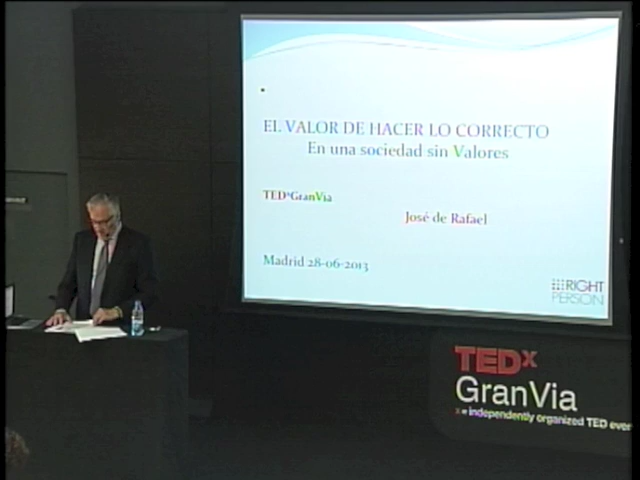 EL VALOR DE HACER LO CORRECTO
En una sociedad sin Valores
TEDxGranVia
José de Rafael
Madrid 28-06-2013
RIGHT
PERSON
TEDx
GranVia
x = independently organized TED even